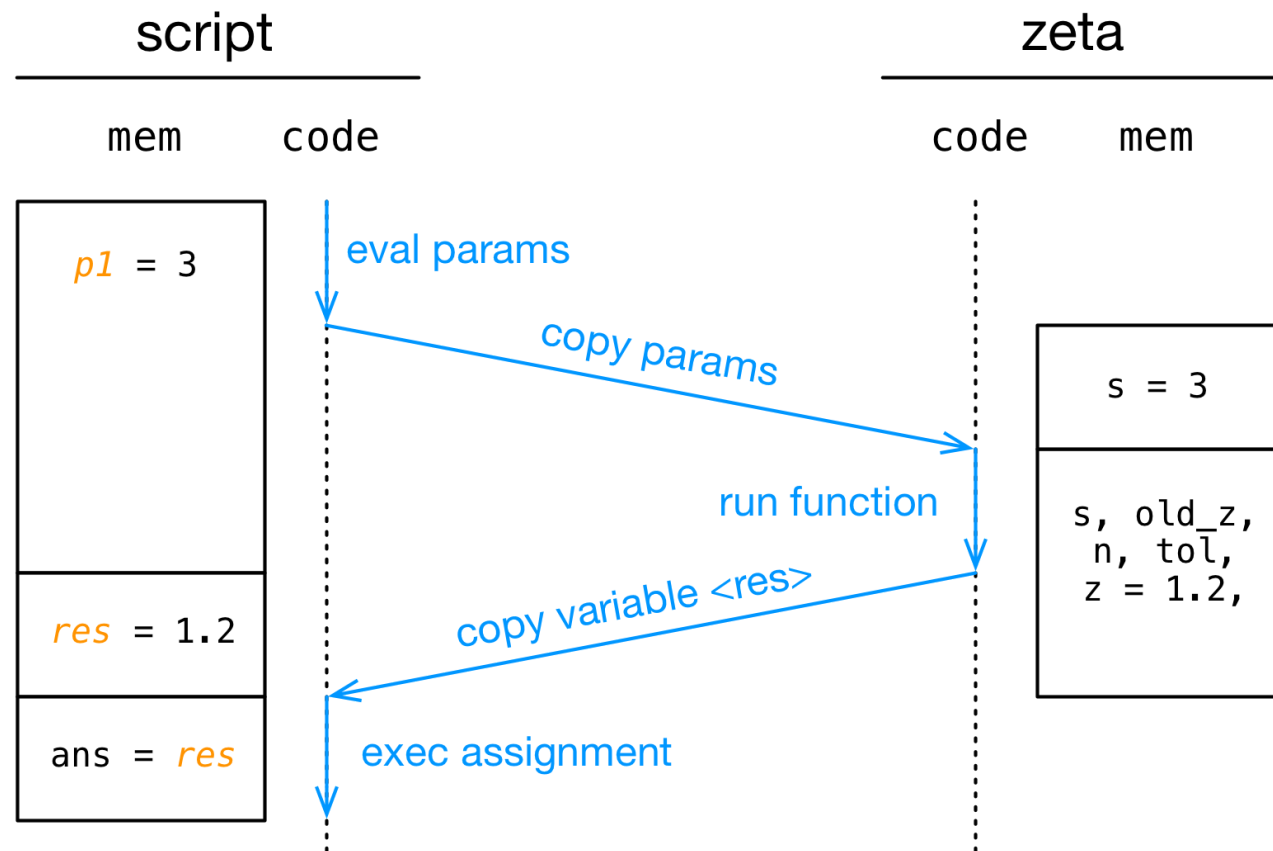 script
zeta
mem code
code mem
p1 = 3
eval params
copy params
s = 3
run function
s, old_z,
n, tol,
z = 1.2,
copy variable <res>
res = 1.2
ans = res
exec assignment